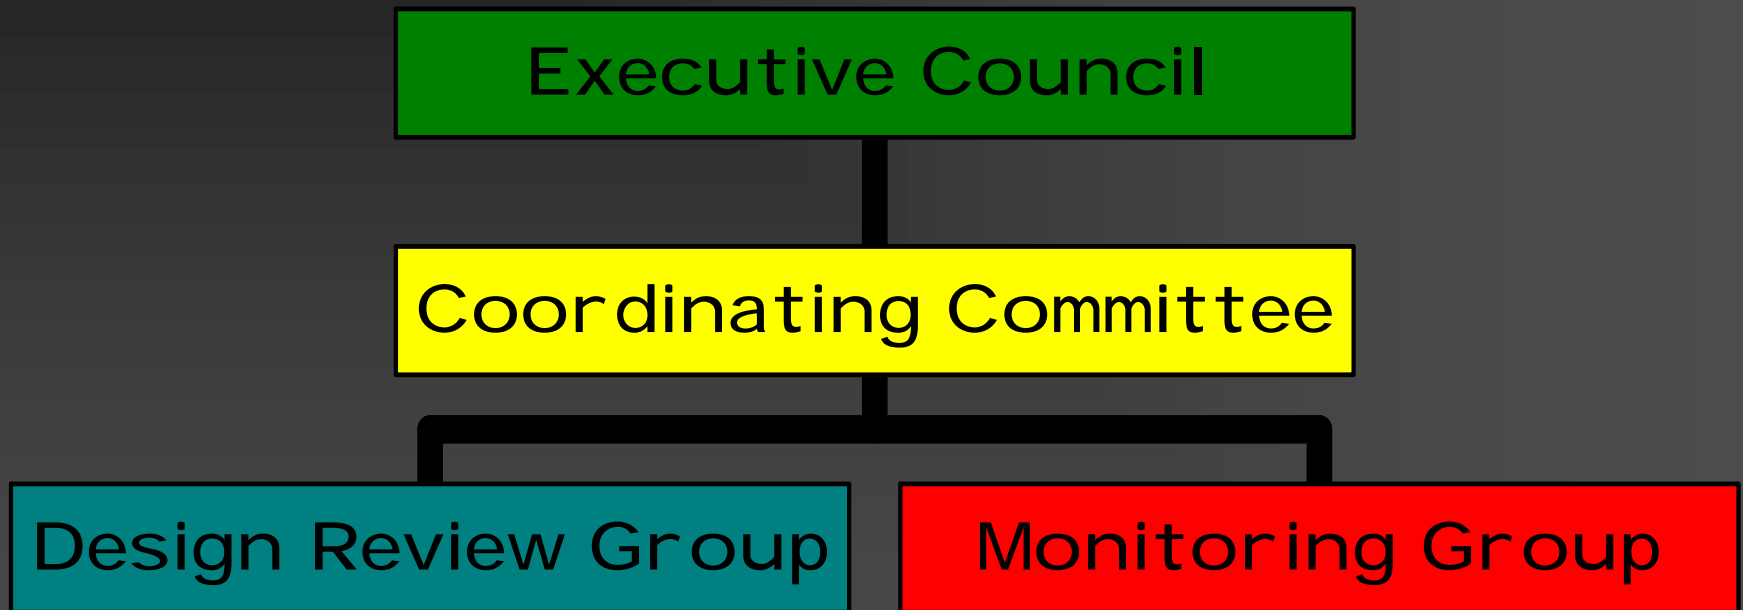 Executive Council
Coordinating Committee
Design Review Group
Monitoring Group